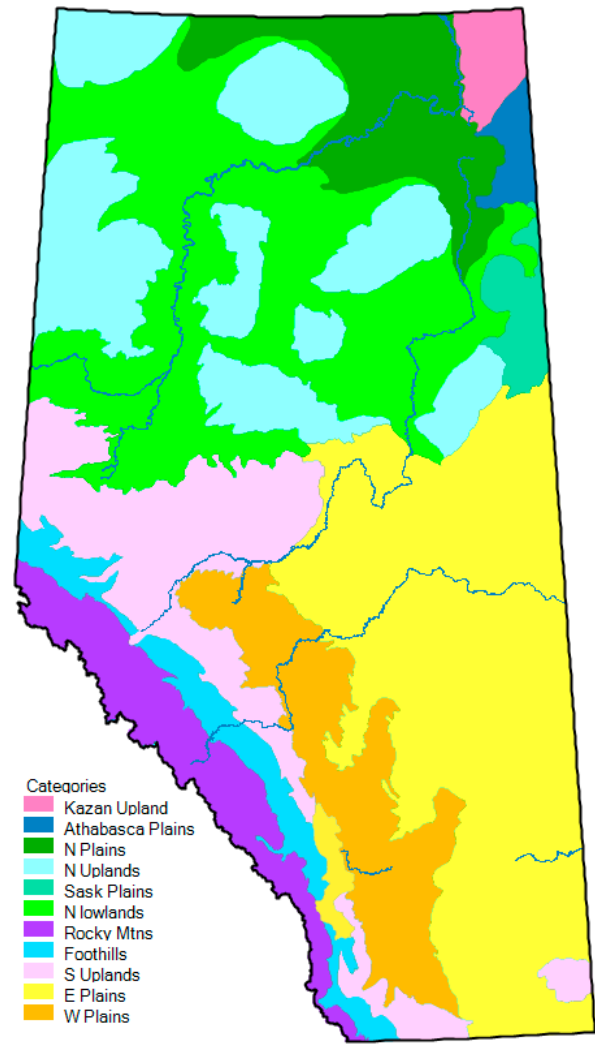 Categories
Kazan Upland
Athabasca Plains
N Plains
N Uplands
Sask Plains
N lowlands
Rocky Mtns
Foothills
S Uplands
E Plains
W Plains